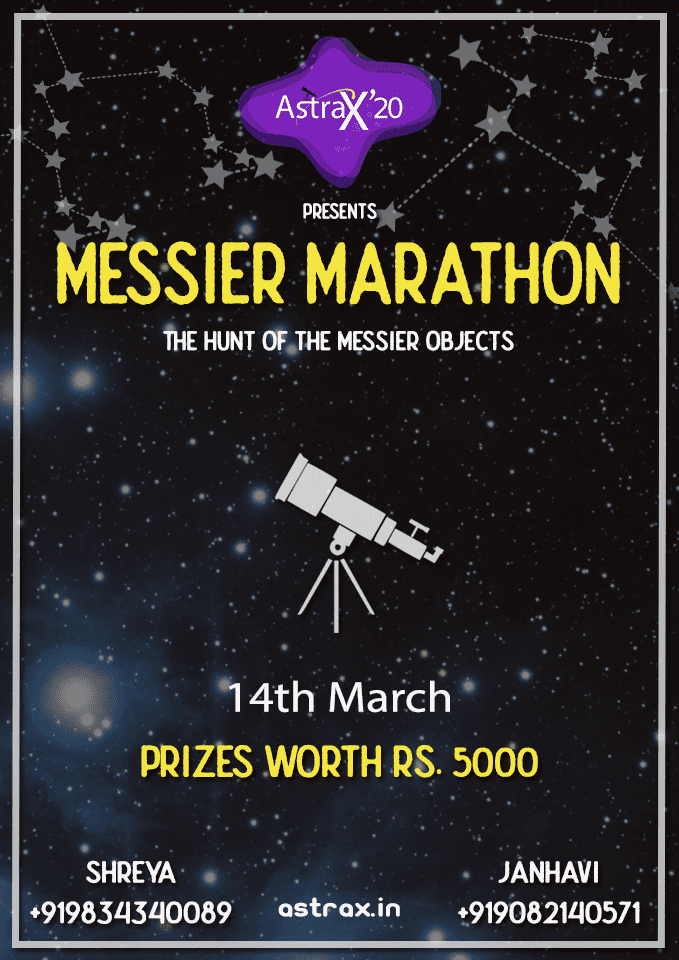 AstraX'20
PRESENTS
MESSIER MARATHON
THE HUNT OF THE MESSIER OBJECTS
14th March
PRIZES WORTH RS. 5000
SHREYA
+919834340089
astrax.in
JANHAVI
+919082140571